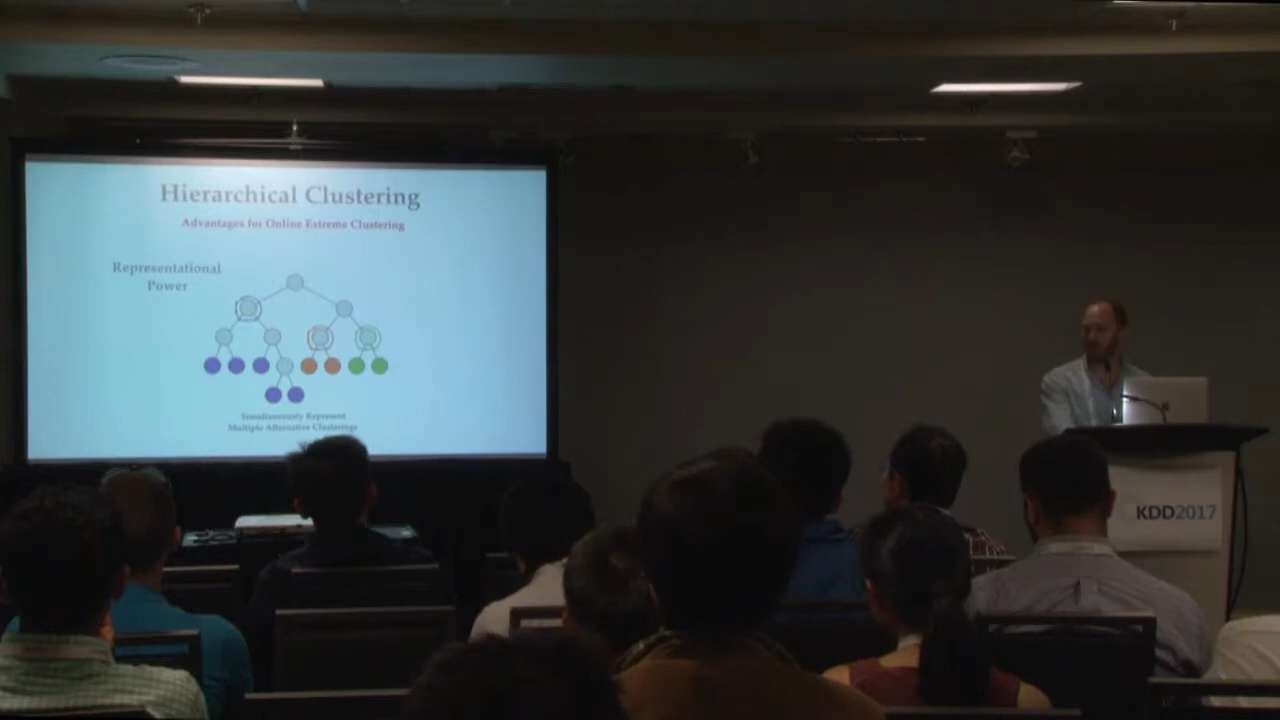 Hierarchical Clustering
Advantages for Online Extreme Clustering
Representational
Power
Simultaneously Represent
Multiple Alternative Clusterings
KDD2017